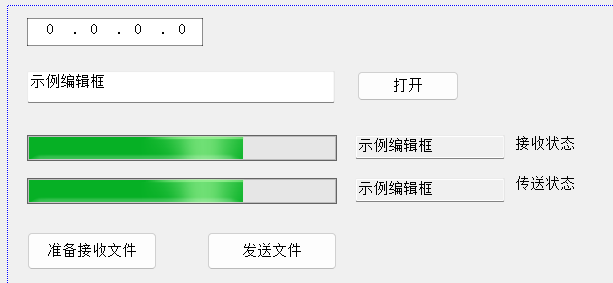 0 . 0 . 0 . 0
示例编辑框 打开
示例编辑框 接收状态
示例编辑框 传送状态
准备接收文件 发送文件